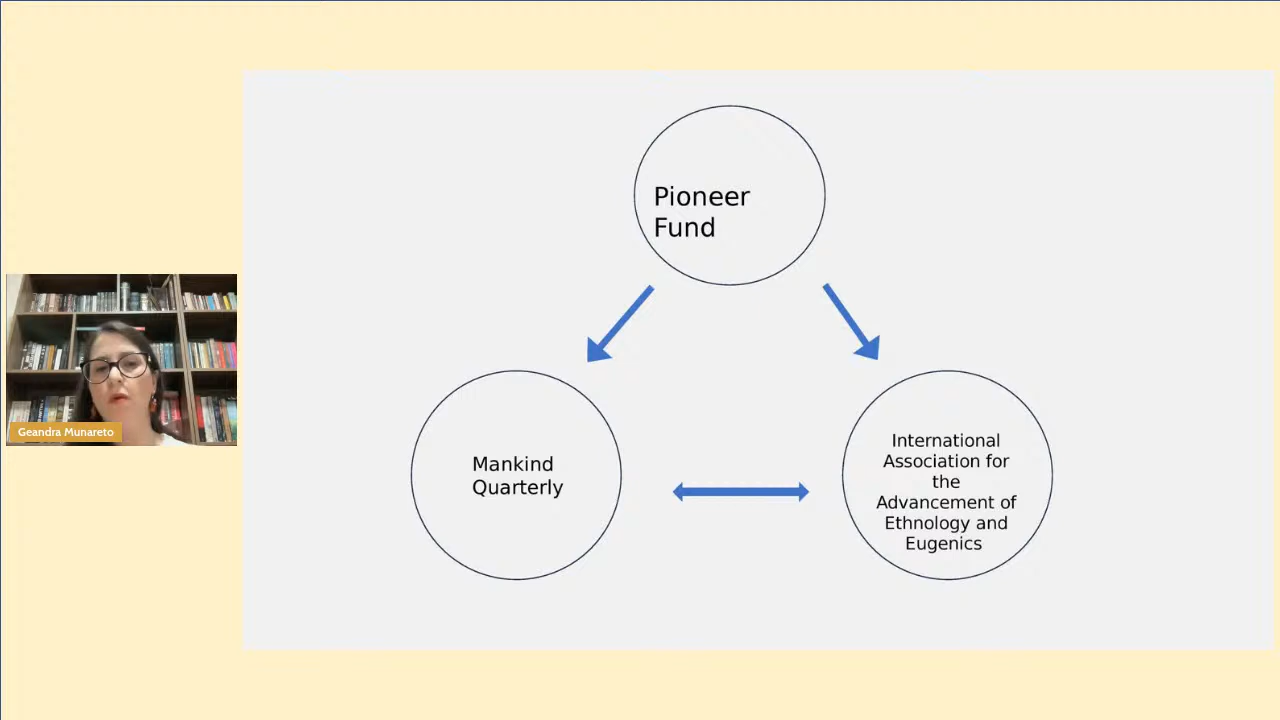 Pioneer
Fund
Geandra Munareto
Mankind
Quarterly
International
Association for
the
Advancement of
Ethnology and
Eugenics